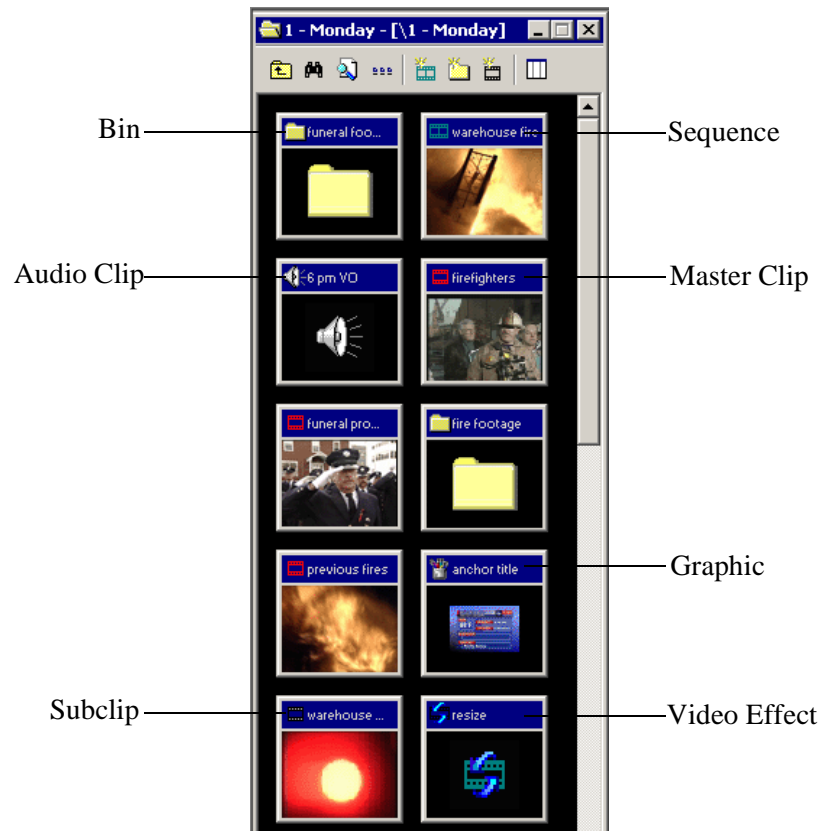 1 - Monday - [\1 - Monday]
Bin
funeral foo...
warehouse fire
Sequence
Audio Clip
6 pm VO
firefighters
Master Clip
funeral pro...
fire footage
previous fires
anchor title
Graphic
Subclip
warehouse ...
resize
Video Effect